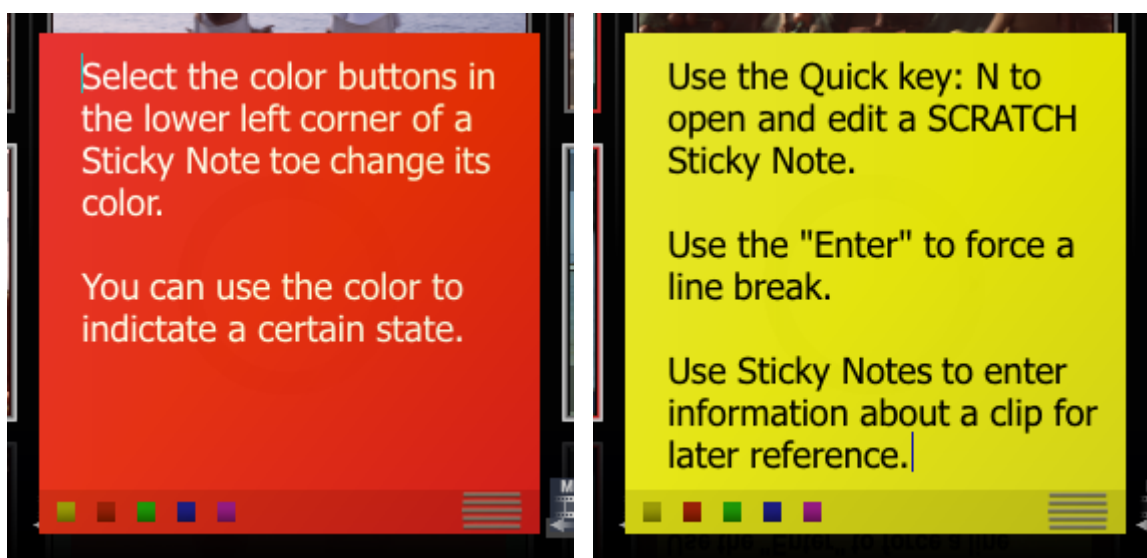 Select the color buttons in
the lower left corner of a
Sticky Note toe change its
color.
You can use the color to
indictate a certain state.
Use the Quick key: N to
open and edit a SCRATCH
Sticky Note.
Use the "Enter" to force a
line break.
Use Sticky Notes to enter
information about a clip for
later reference.